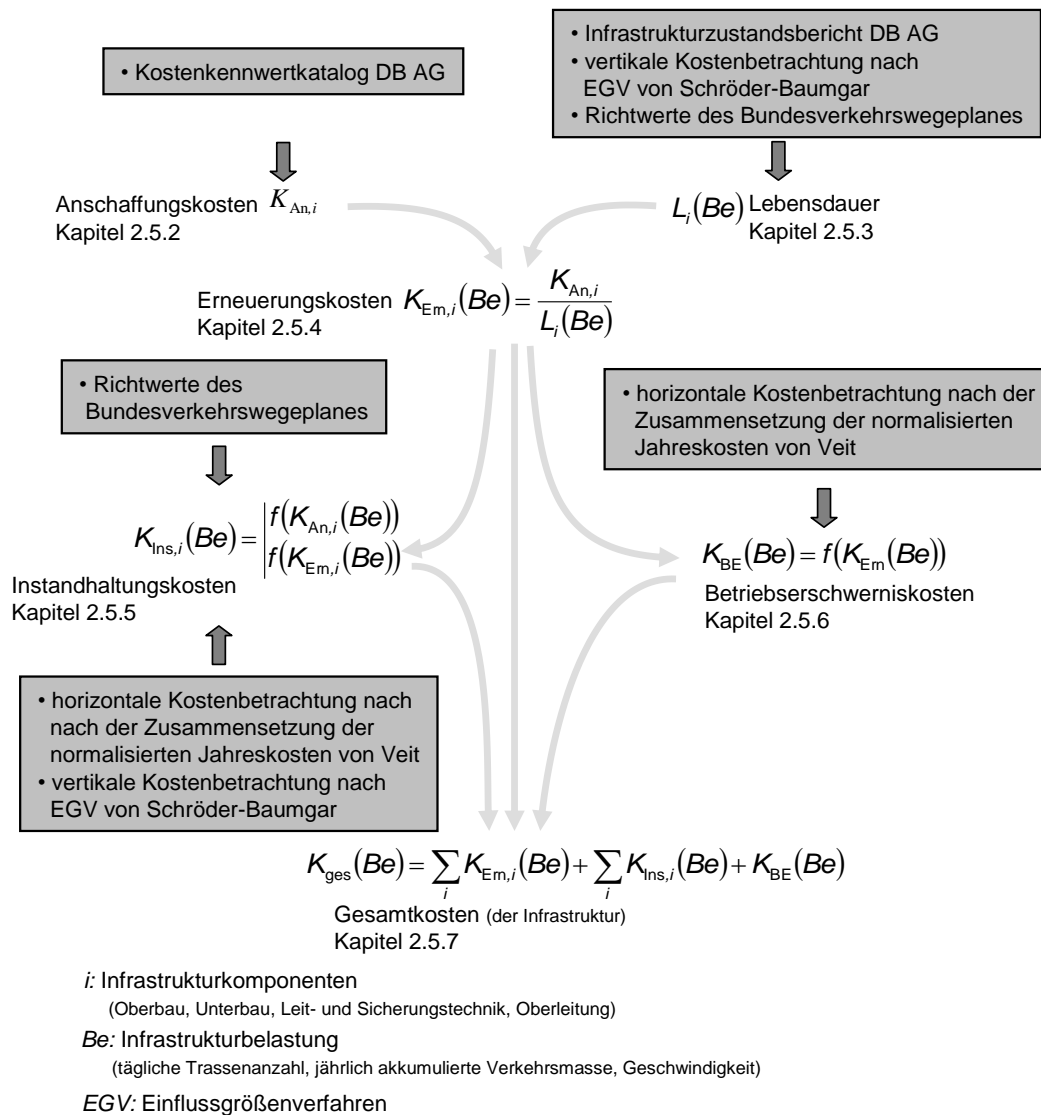 • Kostenkennwertkatalog DB AG
• Infrastrukturzustandsbericht DB AG
• vertikale Kostenbetrachtung nach
EGV von Schröder-Baumgar
• Richtwerte des Bundesverkehrswegeplanes
Anschaffungskosten K_An,i
Kapitel 2.5.2
L_i(Be) Lebensdauer
Kapitel 2.5.3
Erneuerungskosten K_Ern,i(Be) = K_An,i / L_i(Be)
Kapitel 2.5.4
• Richtwerte des
Bundesverkehrswegeplanes
• horizontale Kostenbetrachtung nach der
Zusammensetzung der normalisierten
Jahreskosten von Veit
K_Ins,i(Be) = | f(K_An,i(Be))
| f(K_Ern,i(Be))
Instandhaltungskosten
Kapitel 2.5.5
K_BE(Be) = f(K_Ern(Be))
Betriebserschwerniskosten
Kapitel 2.5.6
• horizontale Kostenbetrachtung nach
nach der Zusammensetzung der
normalisierten Jahreskosten von Veit
• vertikale Kostenbetrachtung nach
EGV von Schröder-Baumgar
K_ges(Be) = ∑_i K_Ern,i(Be) + ∑_i K_Ins,i(Be) + K_BE(Be)
Gesamtkosten (der Infrastruktur)
Kapitel 2.5.7
i: Infrastrukturkomponenten
(Oberbau, Unterbau, Leit- und Sicherungstechnik, Oberleitung)
Be: Infrastrukturbelastung
(tägliche Trassenanzahl, jährlich akkumulierte Verkehrsmasse, Geschwindigkeit)
EGV: Einflussgrößenverfahren